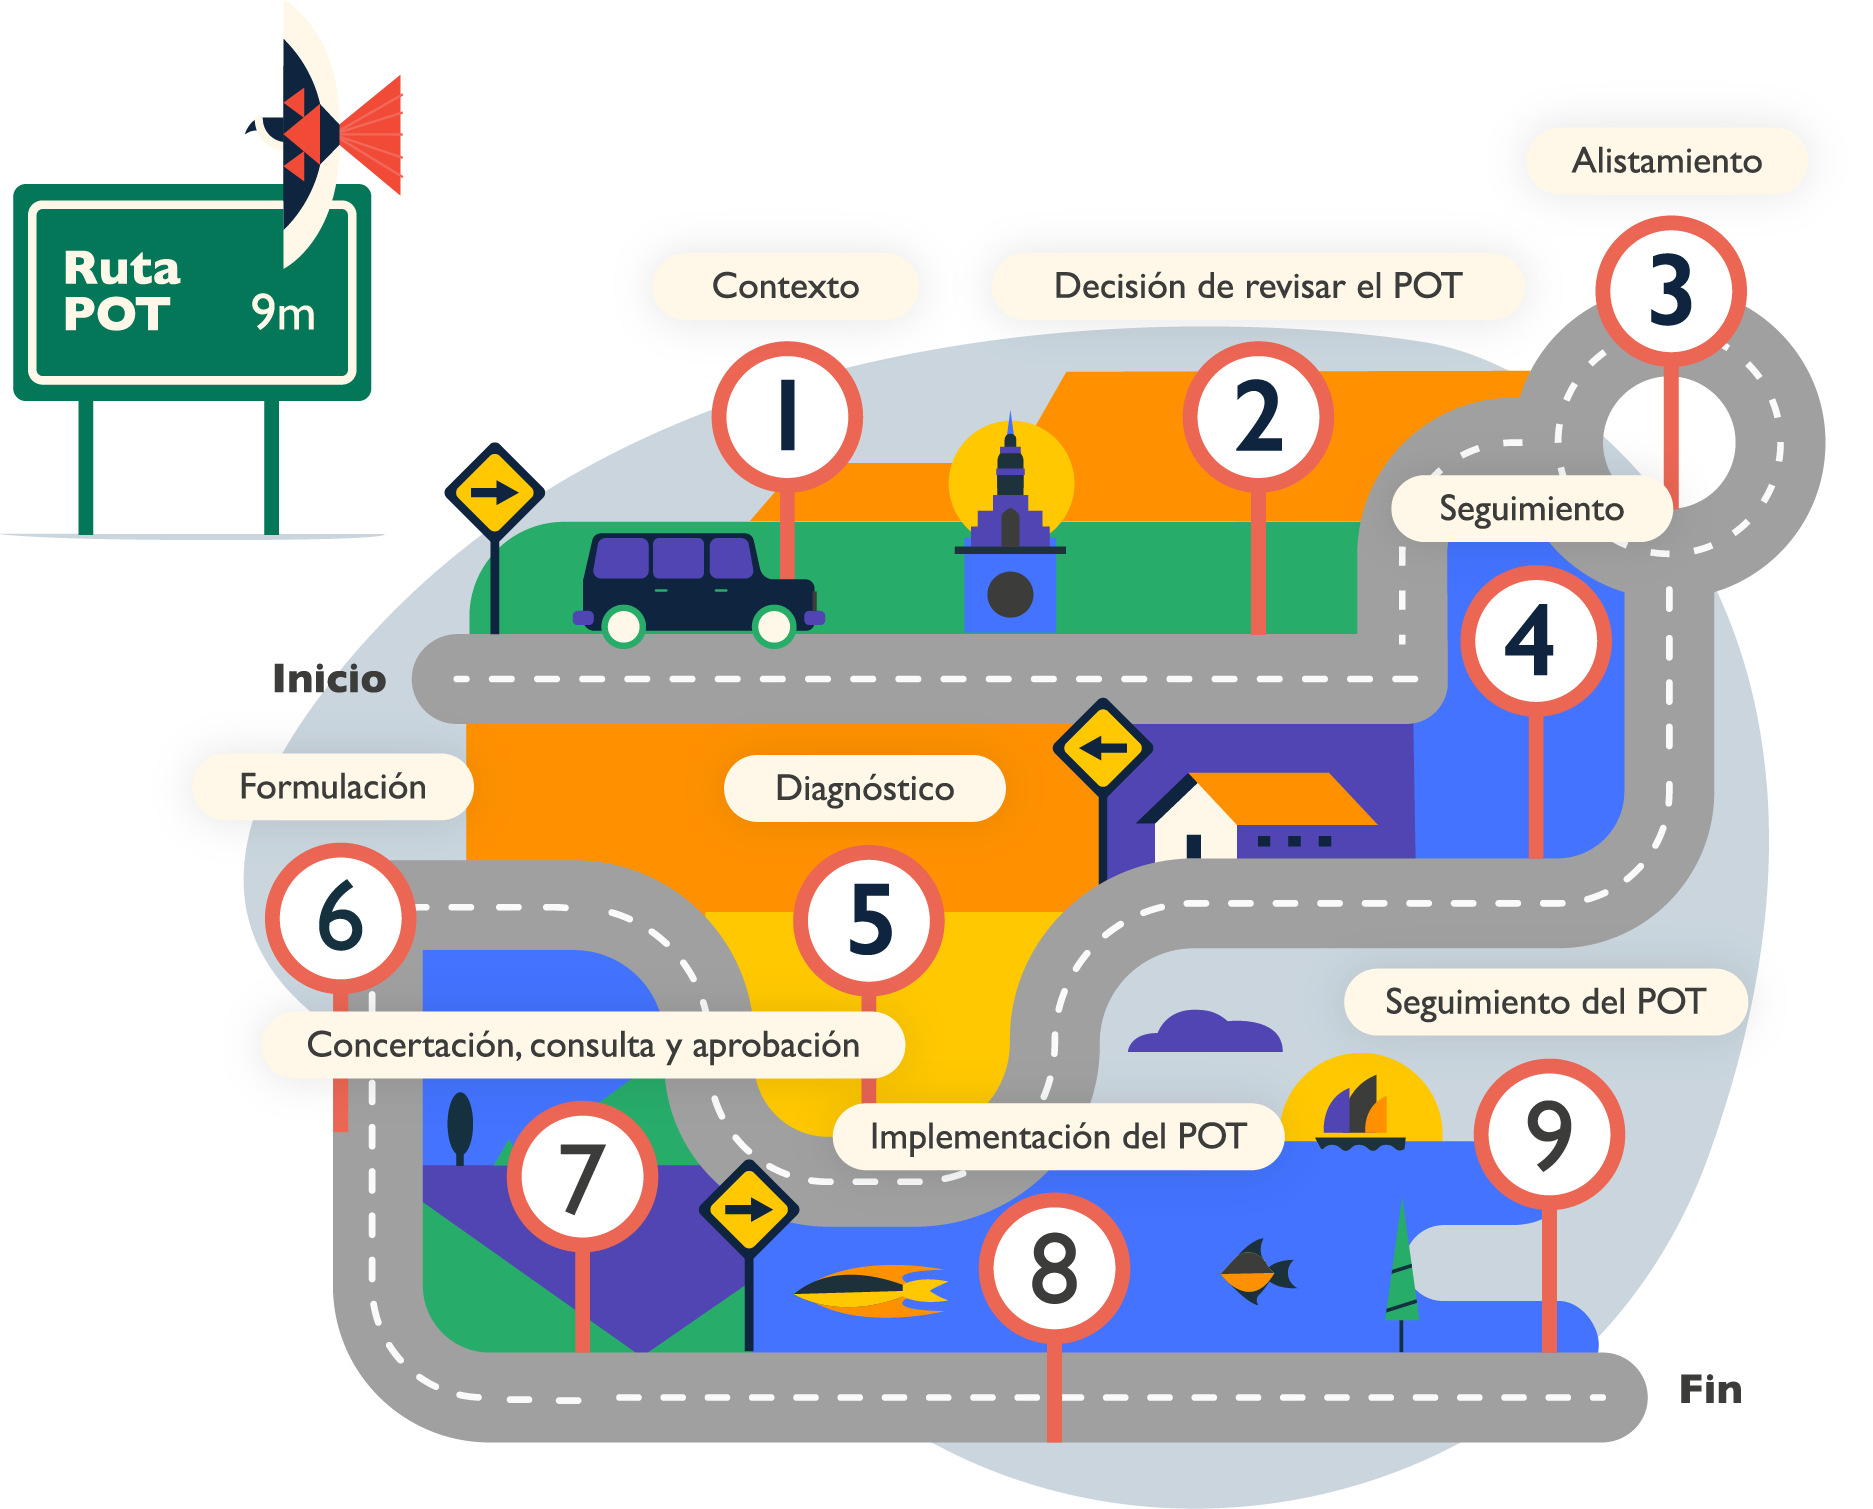 Ruta
POT 9m
Contexto
1
Decisión de revisar el POT
2
Alistamiento
3
Seguimiento
4
Inicio
Diagnóstico
5
Formulación
6
Concertación, consulta y aprobación
7
Implementación del POT
8
Seguimiento del POT
9
Fin